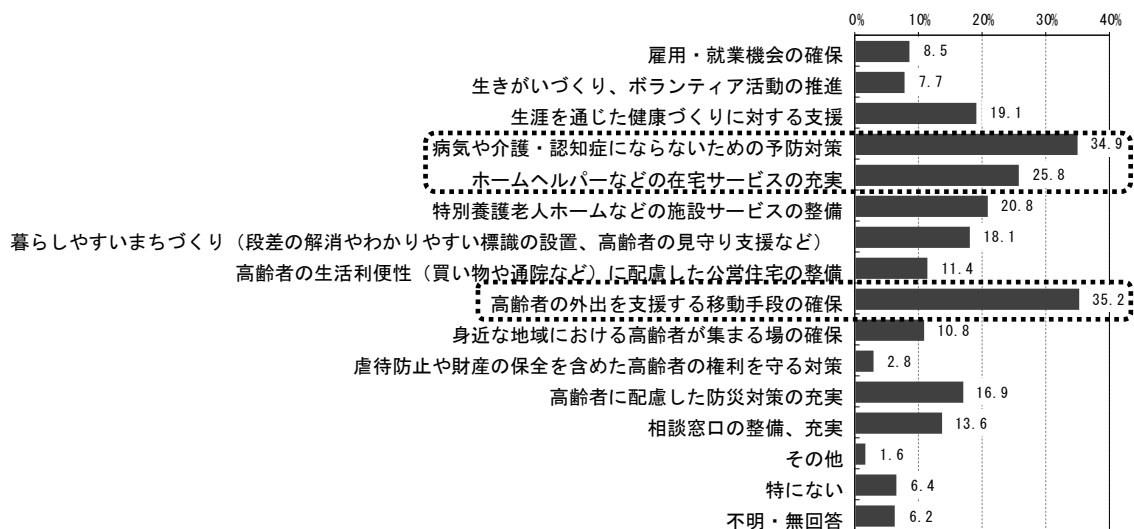 0% 10% 20% 30% 40%
雇用・就業機会の確保 8.5
生きがいづくり、ボランティア活動の推進 7.7
生涯を通じた健康づくりに対する支援 19.1
病気や介護・認知症にならないための予防対策 34.9
ホームヘルパーなどの在宅サービスの充実 25.8
特別養護老人ホームなどの施設サービスの整備 20.8
暮らしやすいまちづくり（段差の解消やわかりやすい標識の設置、高齢者の見守り支援など） 18.1
高齢者の生活利便性（買い物や通院など）に配慮した公営住宅の整備 11.4
高齢者の外出を支援する移動手段の確保 35.2
身近な地域における高齢者が集まる場の確保 10.8
虐待防止や財産の保全を含めた高齢者の権利を守る対策 2.8
高齢者に配慮した防災対策の充実 16.9
相談窓口の整備、充実 13.6
その他 1.6
特にない 6.4
不明・無回答 6.2